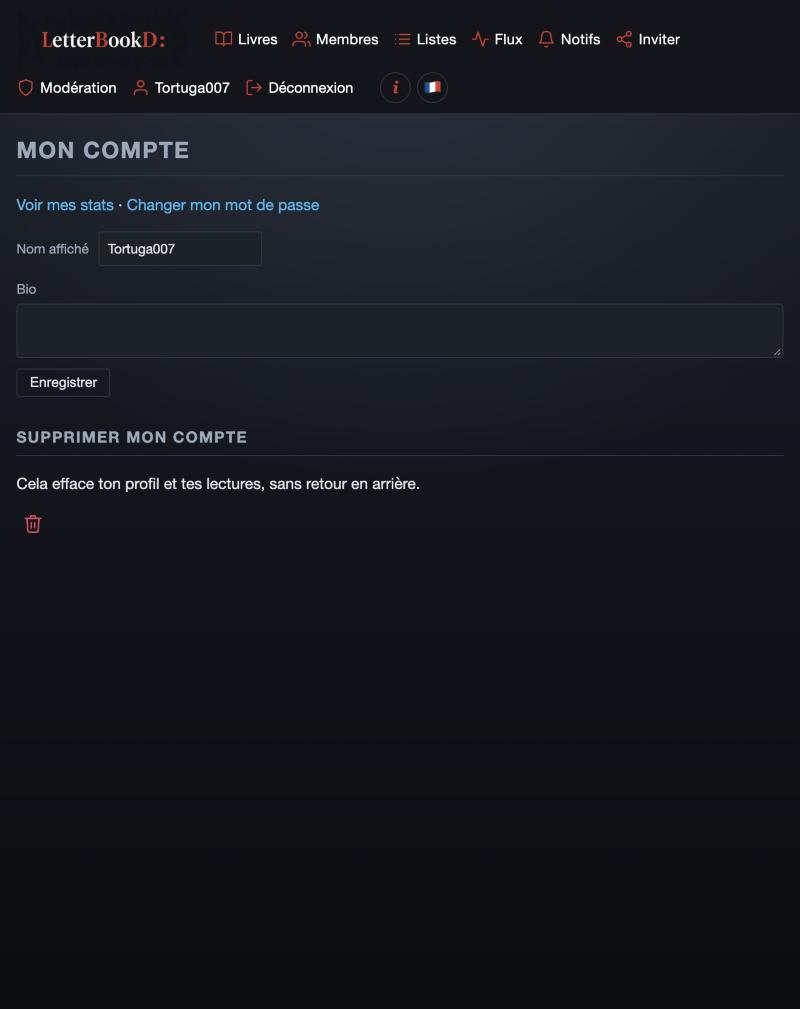 LetterBookD: Livres Membres Listes Flux Notifs Inviter
Modération Tortuga007 Déconnexion i
MON COMPTE
Voir mes stats · Changer mon mot de passe
Nom affiché Tortuga007
Bio
Enregistrer
SUPPRIMER MON COMPTE
Cela efface ton profil et tes lectures, sans retour en arrière.